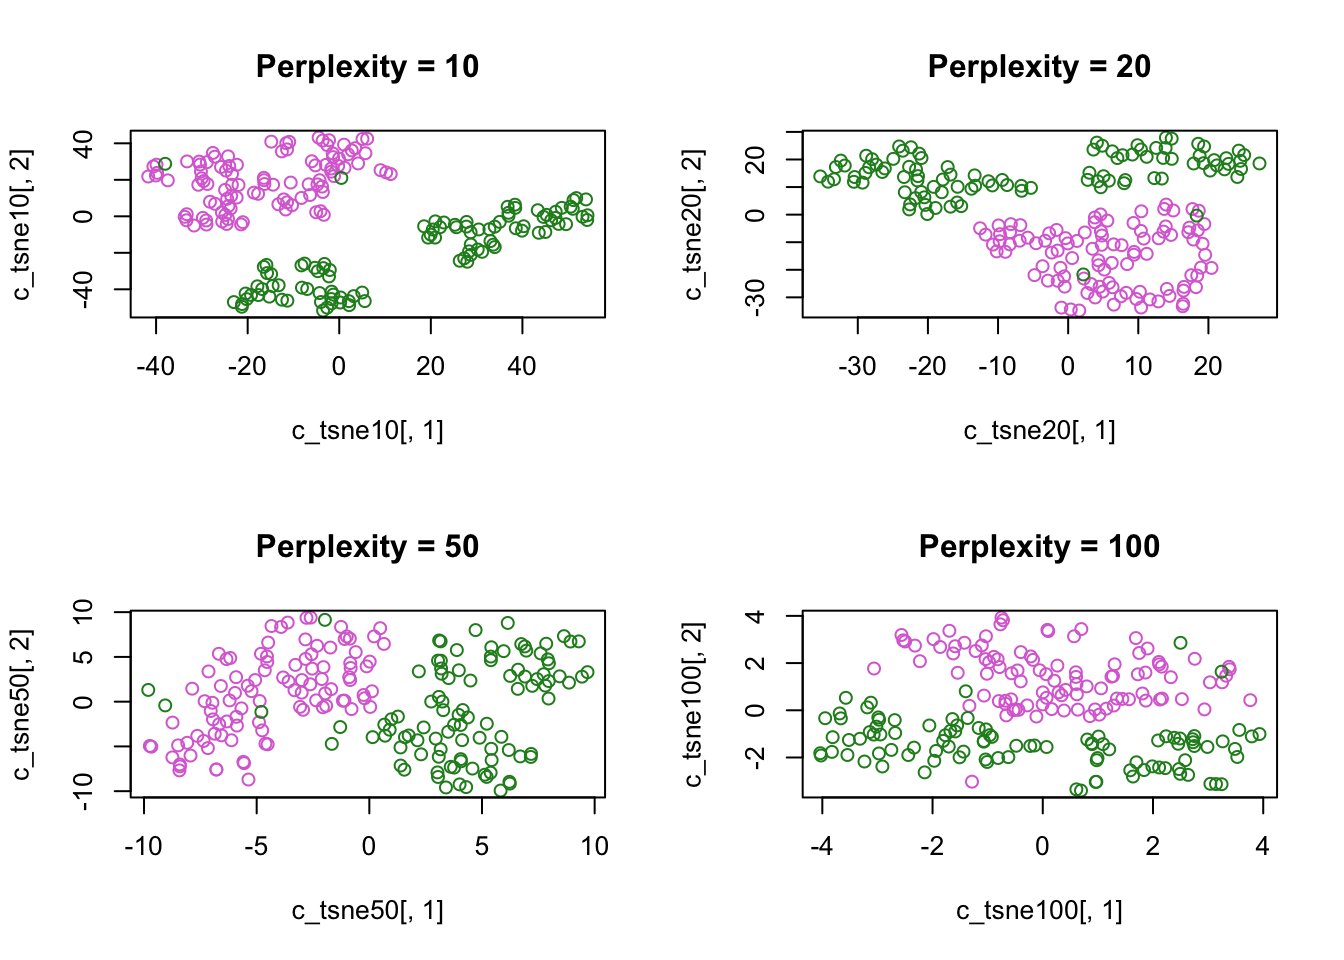 Perplexity = 10
c_tsne10[, 2]
40
0
-40
-40 -20 0 20 40
c_tsne10[, 1]
Perplexity = 20
c_tsne20[, 2]
20
0
-30
-30 -20 -10 0 10 20
c_tsne20[, 1]
Perplexity = 50
c_tsne50[, 2]
10
5
0
-10
-10 -5 0 5 10
c_tsne50[, 1]
Perplexity = 100
c_tsne100[, 2]
4
2
0
-2
-4 -2 0 2 4
c_tsne100[, 1]